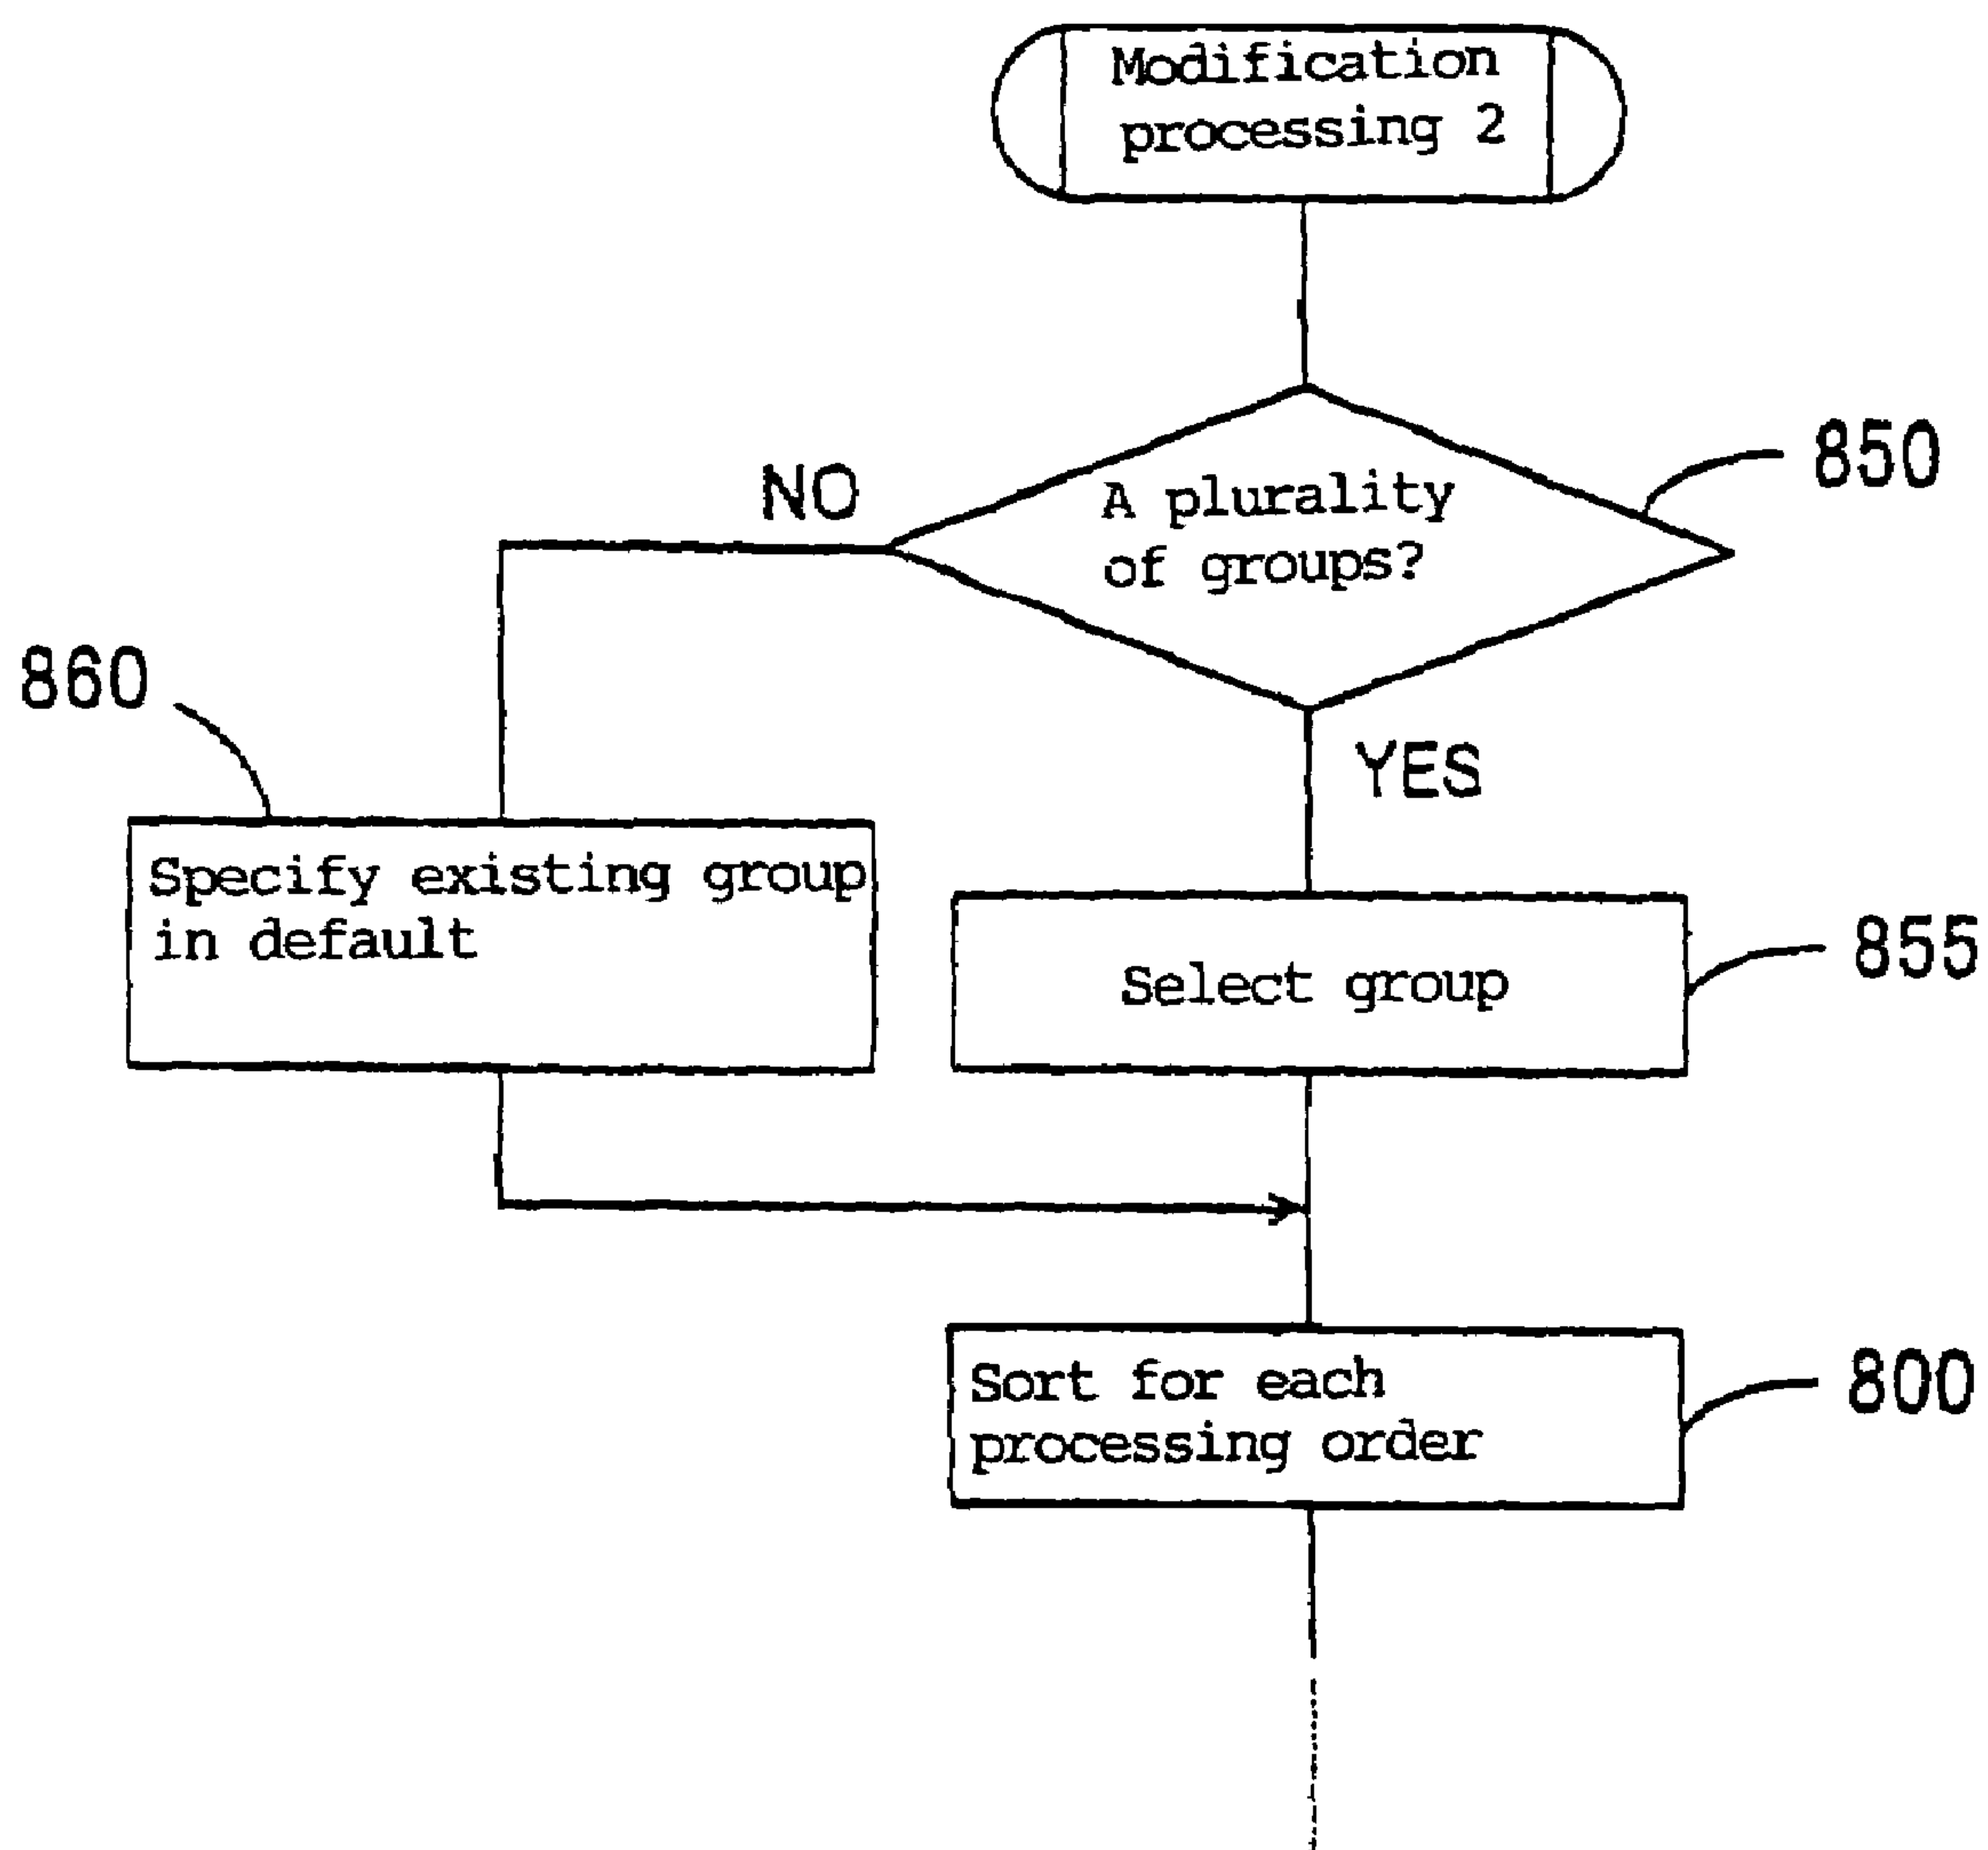 Modification
processing 2
850
NO
A plurality
of groups?
YES
860
Specify existing group
in default
855
Select group
800
Sort for each
processing order